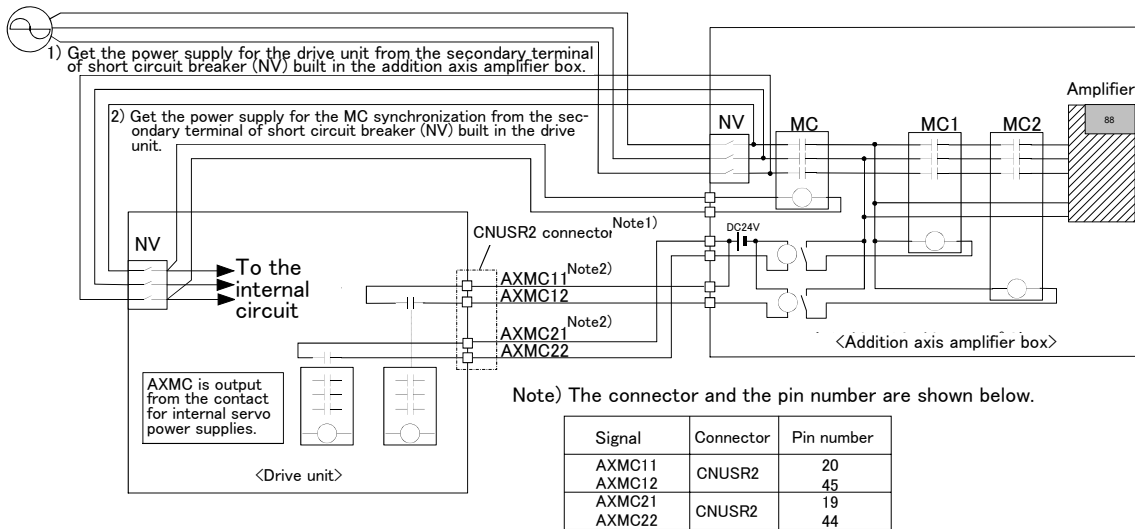 1) Get the power supply for the drive unit from the secondary terminal
of short circuit breaker (NV) built in the addition axis amplifier box.
2) Get the power supply for the MC synchronization from the sec-
ondary terminal of short circuit breaker (NV) built in the drive
unit.
Amplifier
88
NV
MC
MC1
MC2
NV
To the
internal
circuit
CNUSR2 connector
Note1)
DC24V
AXMC11 Note2)
AXMC12
AXMC21 Note2)
AXMC22
<Addition axis amplifier box>
AXMC is output
from the contact
for internal servo
power supplies.
<Drive unit>
Note) The connector and the pin number are shown below.
Signal Connector Pin number
AXMC11 CNUSR2 20
AXMC12 45
AXMC21 CNUSR2 19
AXMC22 44